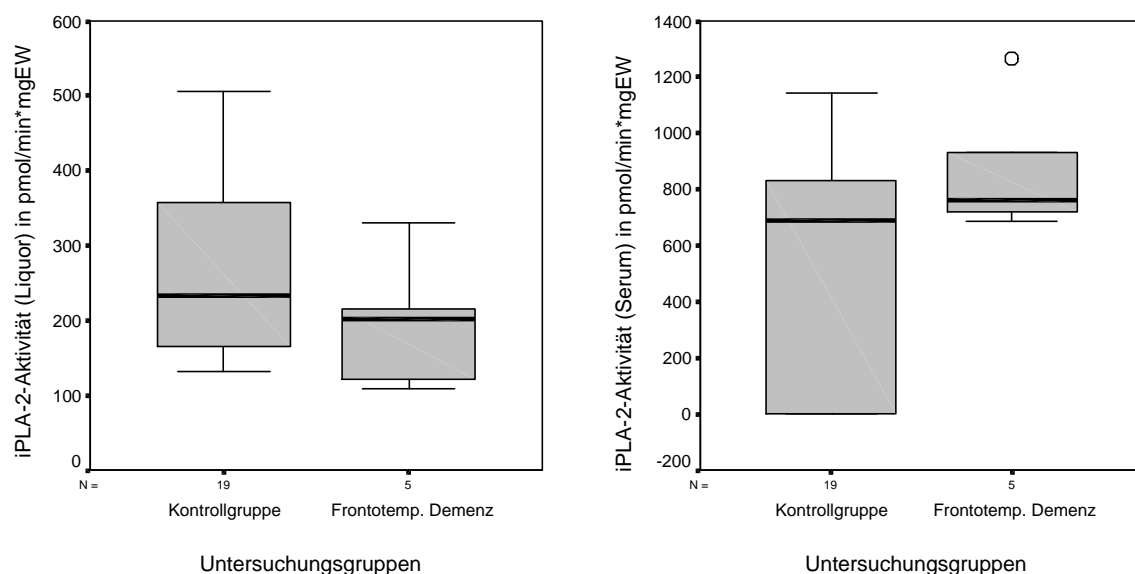 iPLA-2-Aktivität (Liquor) in pmol/min*mgEW
600
500
400
300
200
100
0
N =
19
5
Kontrollgruppe
Frontotemp. Demenz
Untersuchungsgruppen
iPLA-2-Aktivität (Serum) in pmol/min*mgEW
1400
1200
1000
800
600
400
200
0
-200
N =
19
5
Kontrollgruppe
Frontotemp. Demenz
Untersuchungsgruppen